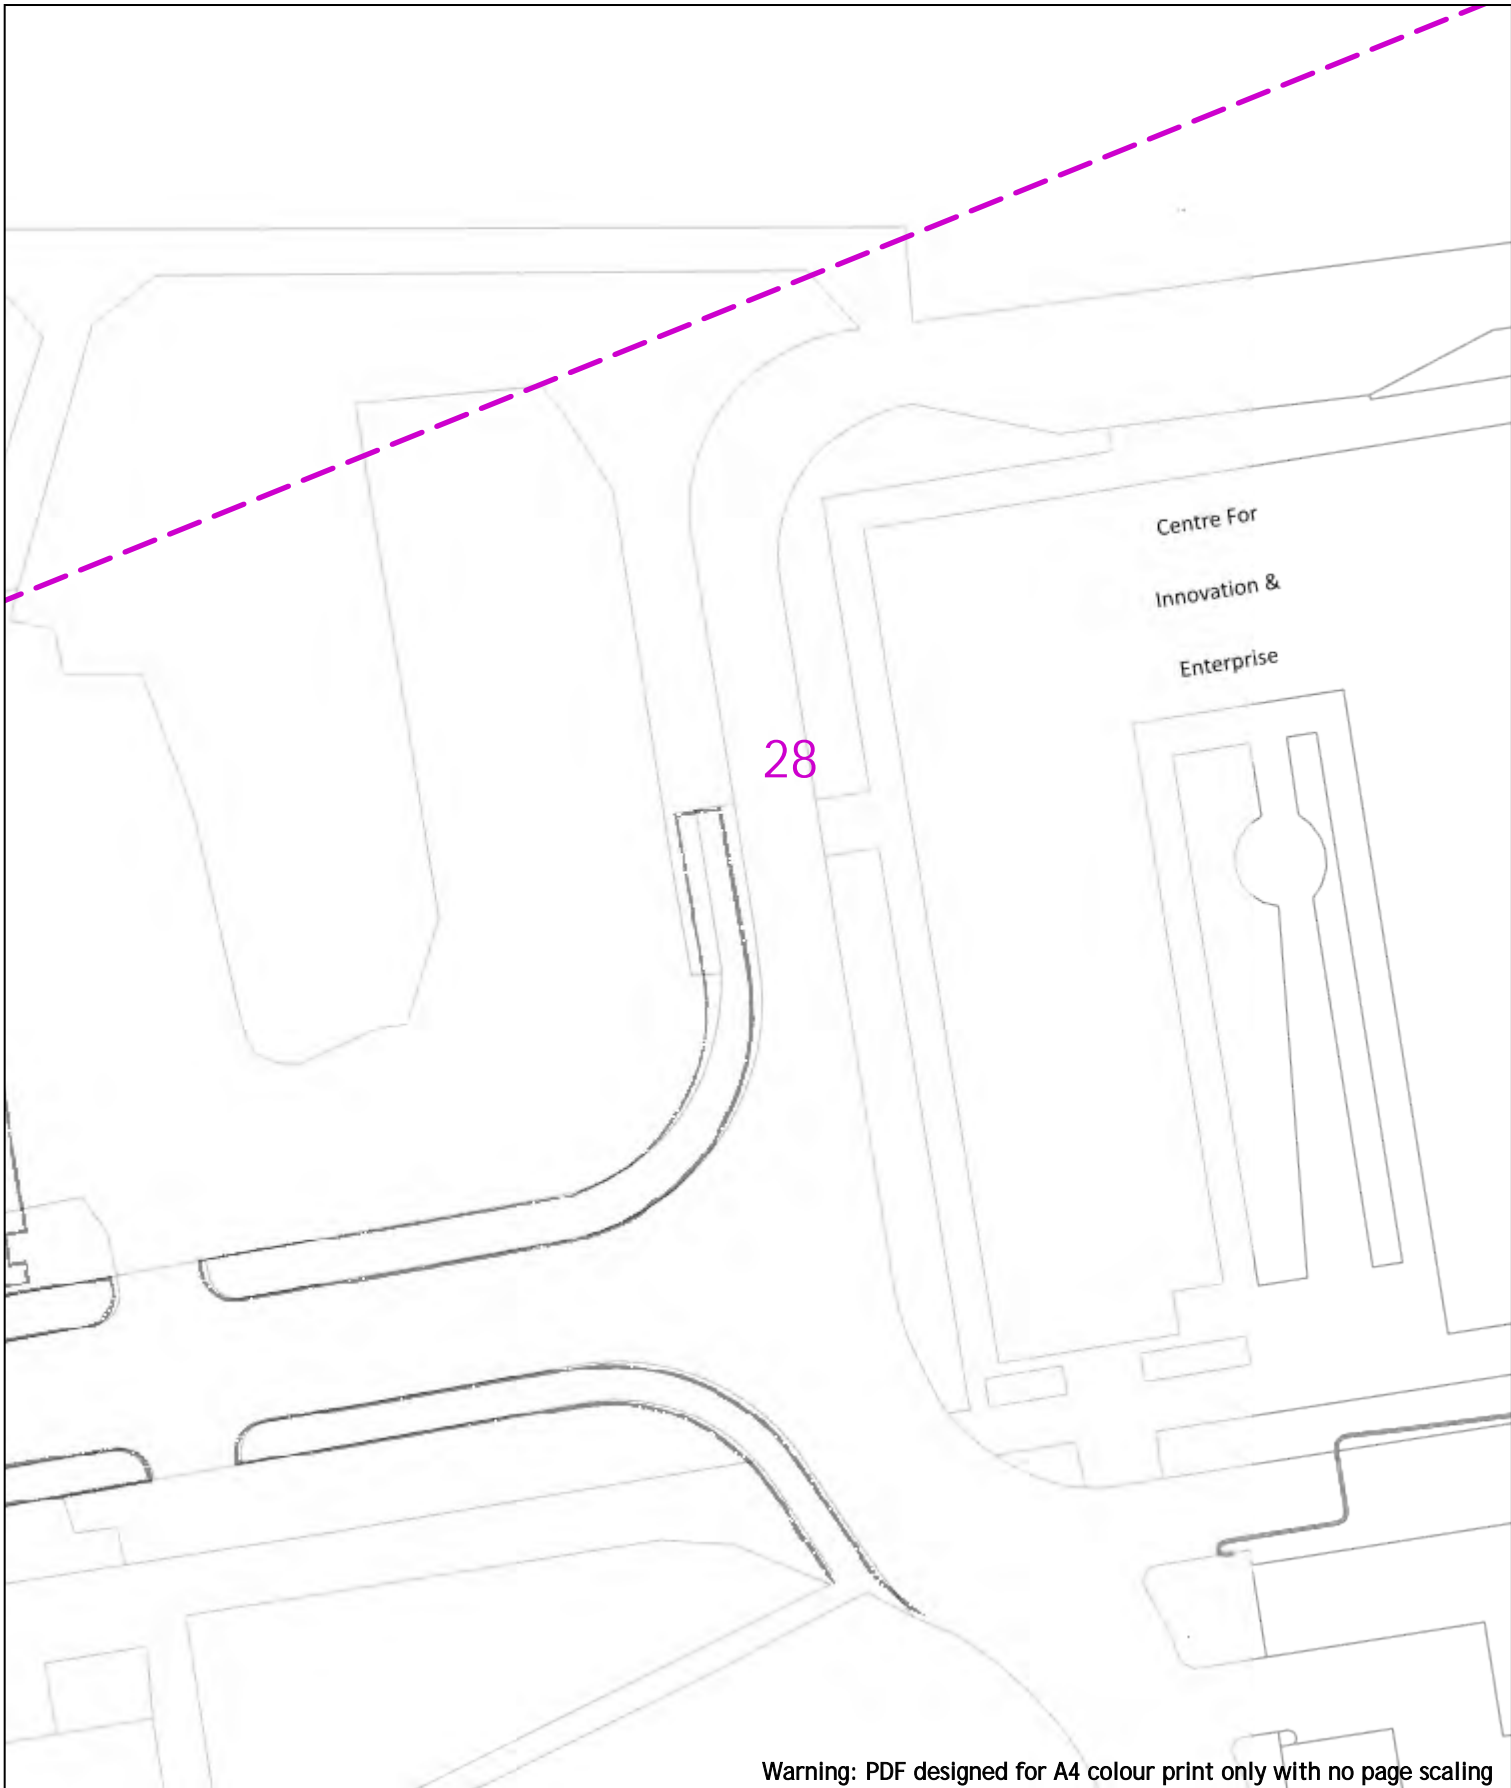 Centre For
Innovation &
Enterprise
28
Warning: PDF designed for A4 colour print only with no page scaling